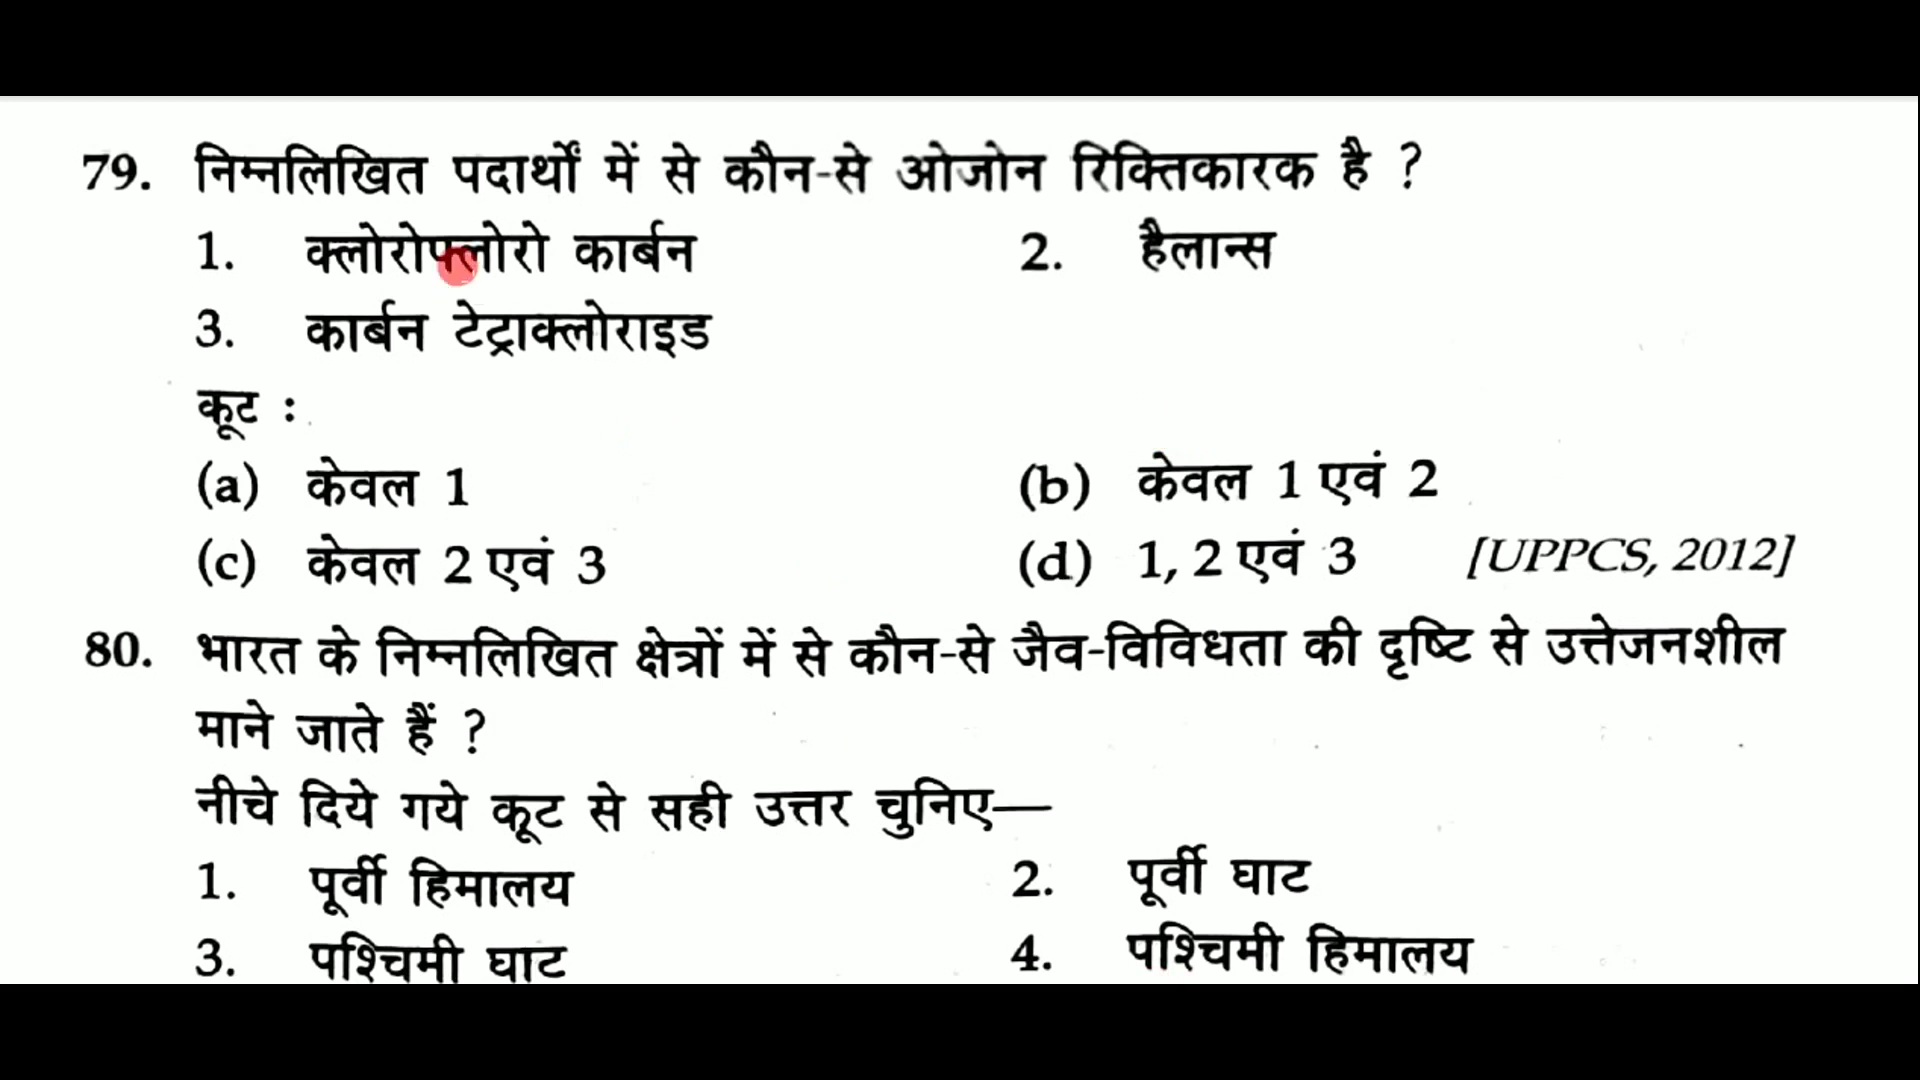 79. निम्नलिखित पदार्थों में से कौन-से ओजोन रिक्तिकारक है ?
1. क्लोरोफ्लोरो कार्बन 2. हैलान्स
3. कार्बन टेट्राक्लोराइड
कूट :
(a) केवल 1 (b) केवल 1 एवं 2
(c) केवल 2 एवं 3 (d) 1, 2 एवं 3 [UPPCS, 2012]
80. भारत के निम्नलिखित क्षेत्रों में से कौन-से जैव-विविधता की दृष्टि से उत्तेजनशील
माने जाते हैं ?
नीचे दिये गये कूट से सही उत्तर चुनिए—
1. पूर्वी हिमालय 2. पूर्वी घाट
3. पश्चिमी घाट 4. पश्चिमी हिमालय